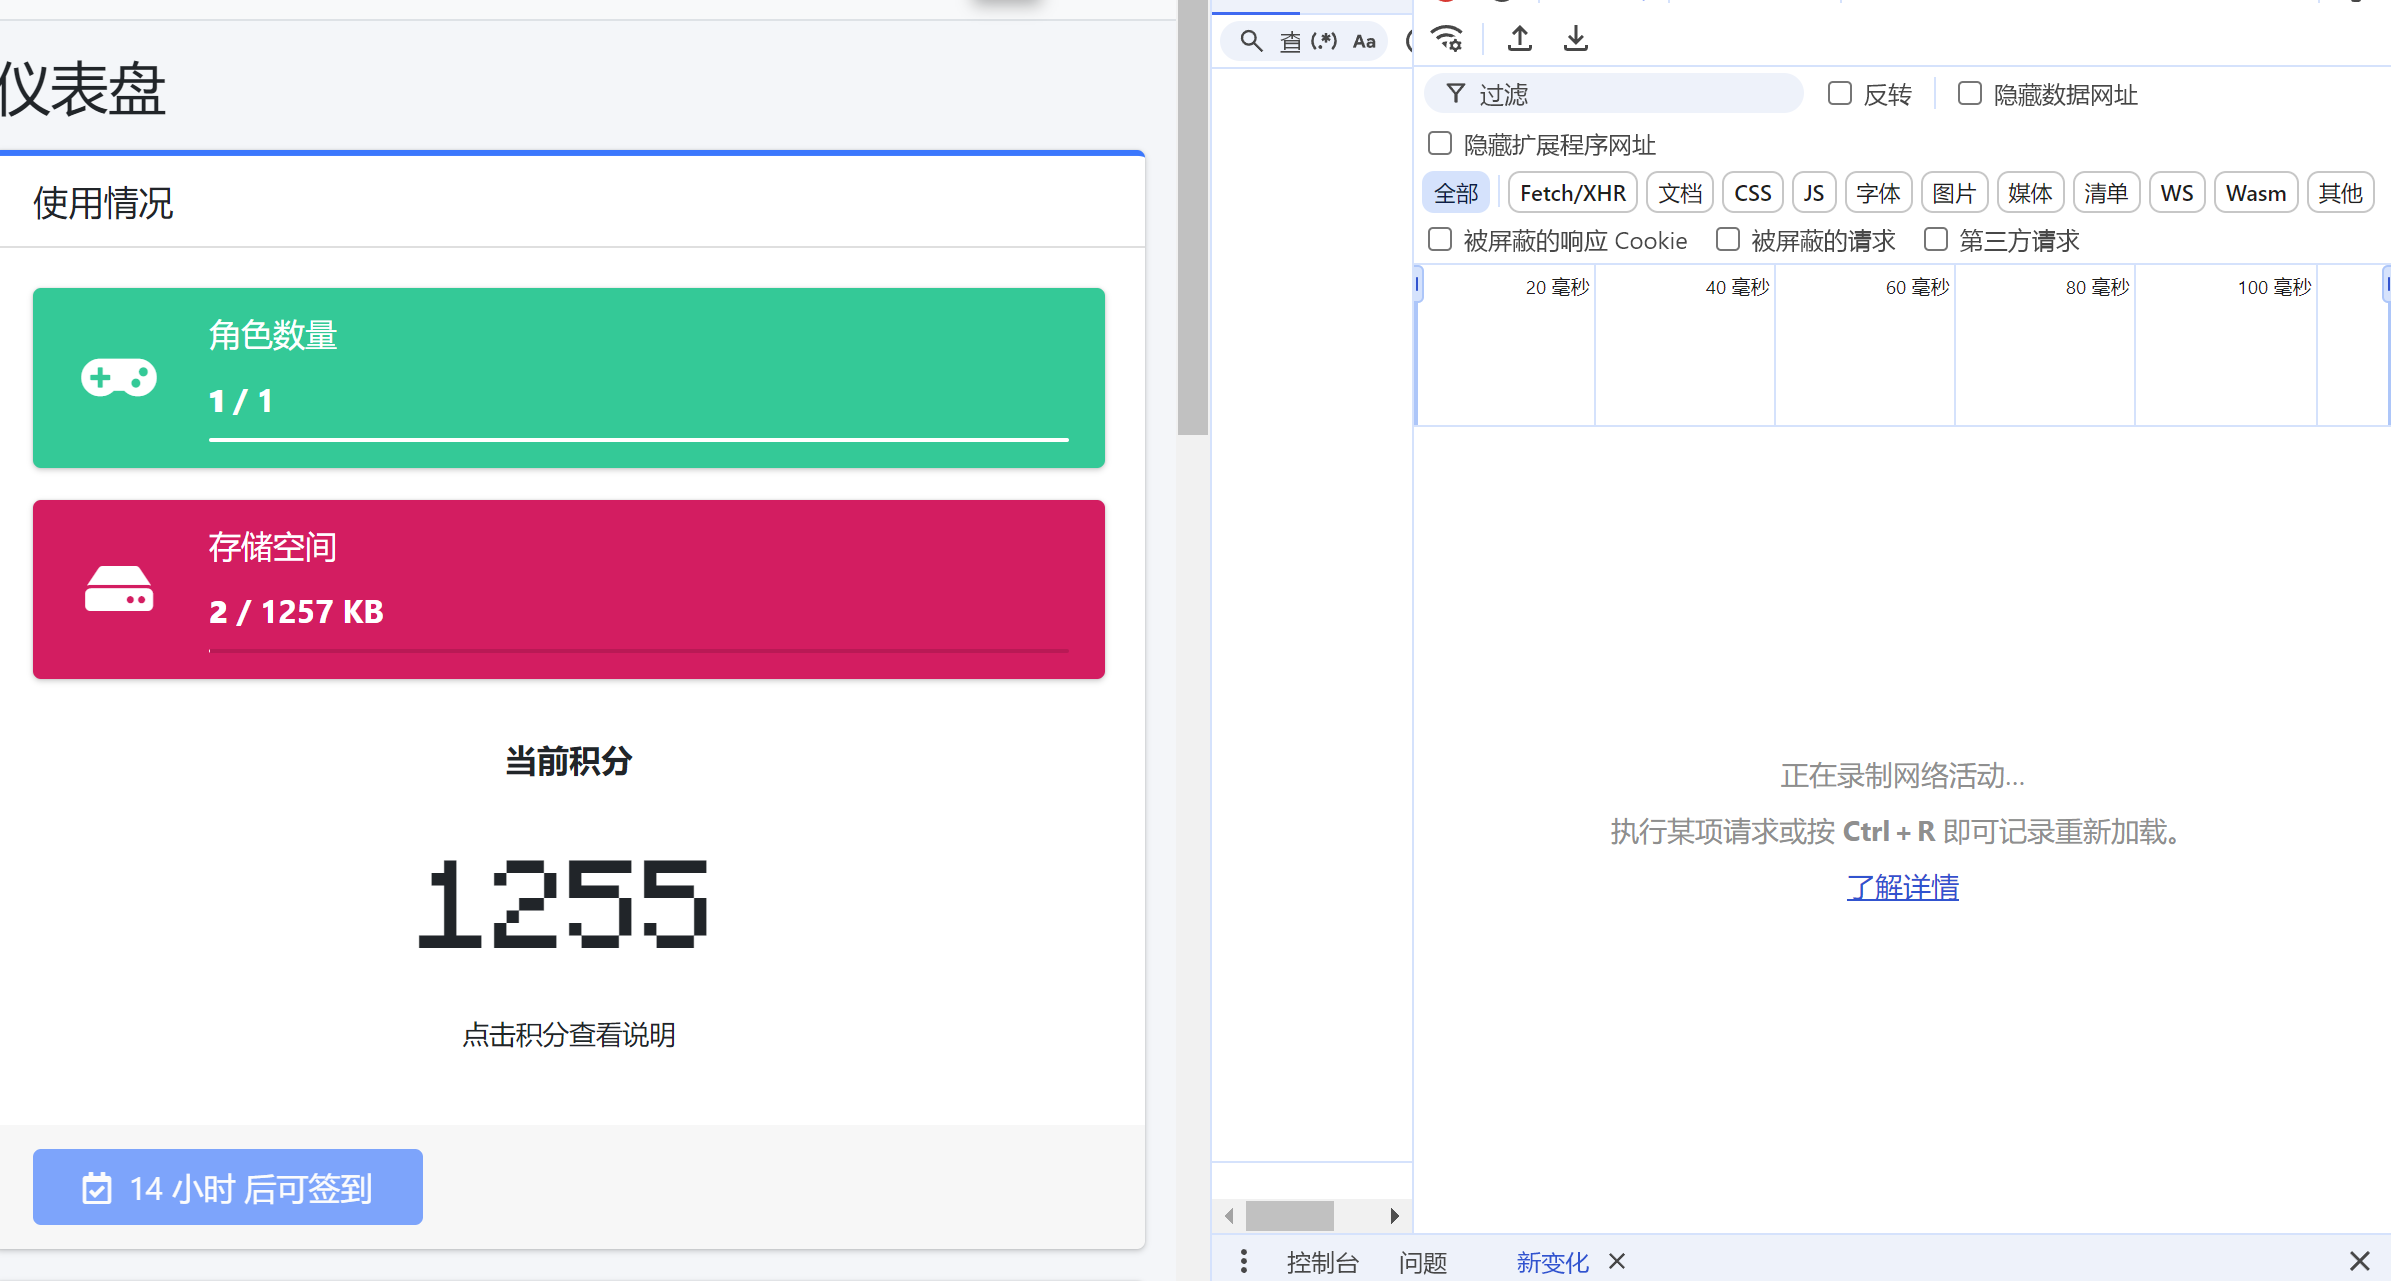 仪表盘
使用情况
角色数量
1 / 1
存储空间
2 / 1257 KB
当前积分
1255
点击积分查看说明
14 小时 后可签到
查 (.*) Aa
过滤 反转 隐藏数据网址
隐藏扩展程序网址
全部 Fetch/XHR 文档 CSS JS 字体 图片 媒体 清单 WS Wasm 其他
被屏蔽的响应 Cookie 被屏蔽的请求 第三方请求
20 毫秒 40 毫秒 60 毫秒 80 毫秒 100 毫秒
正在录制网络活动...
执行某项请求或按 Ctrl + R 即可记录重新加载。
了解详情
控制台 问题 新变化